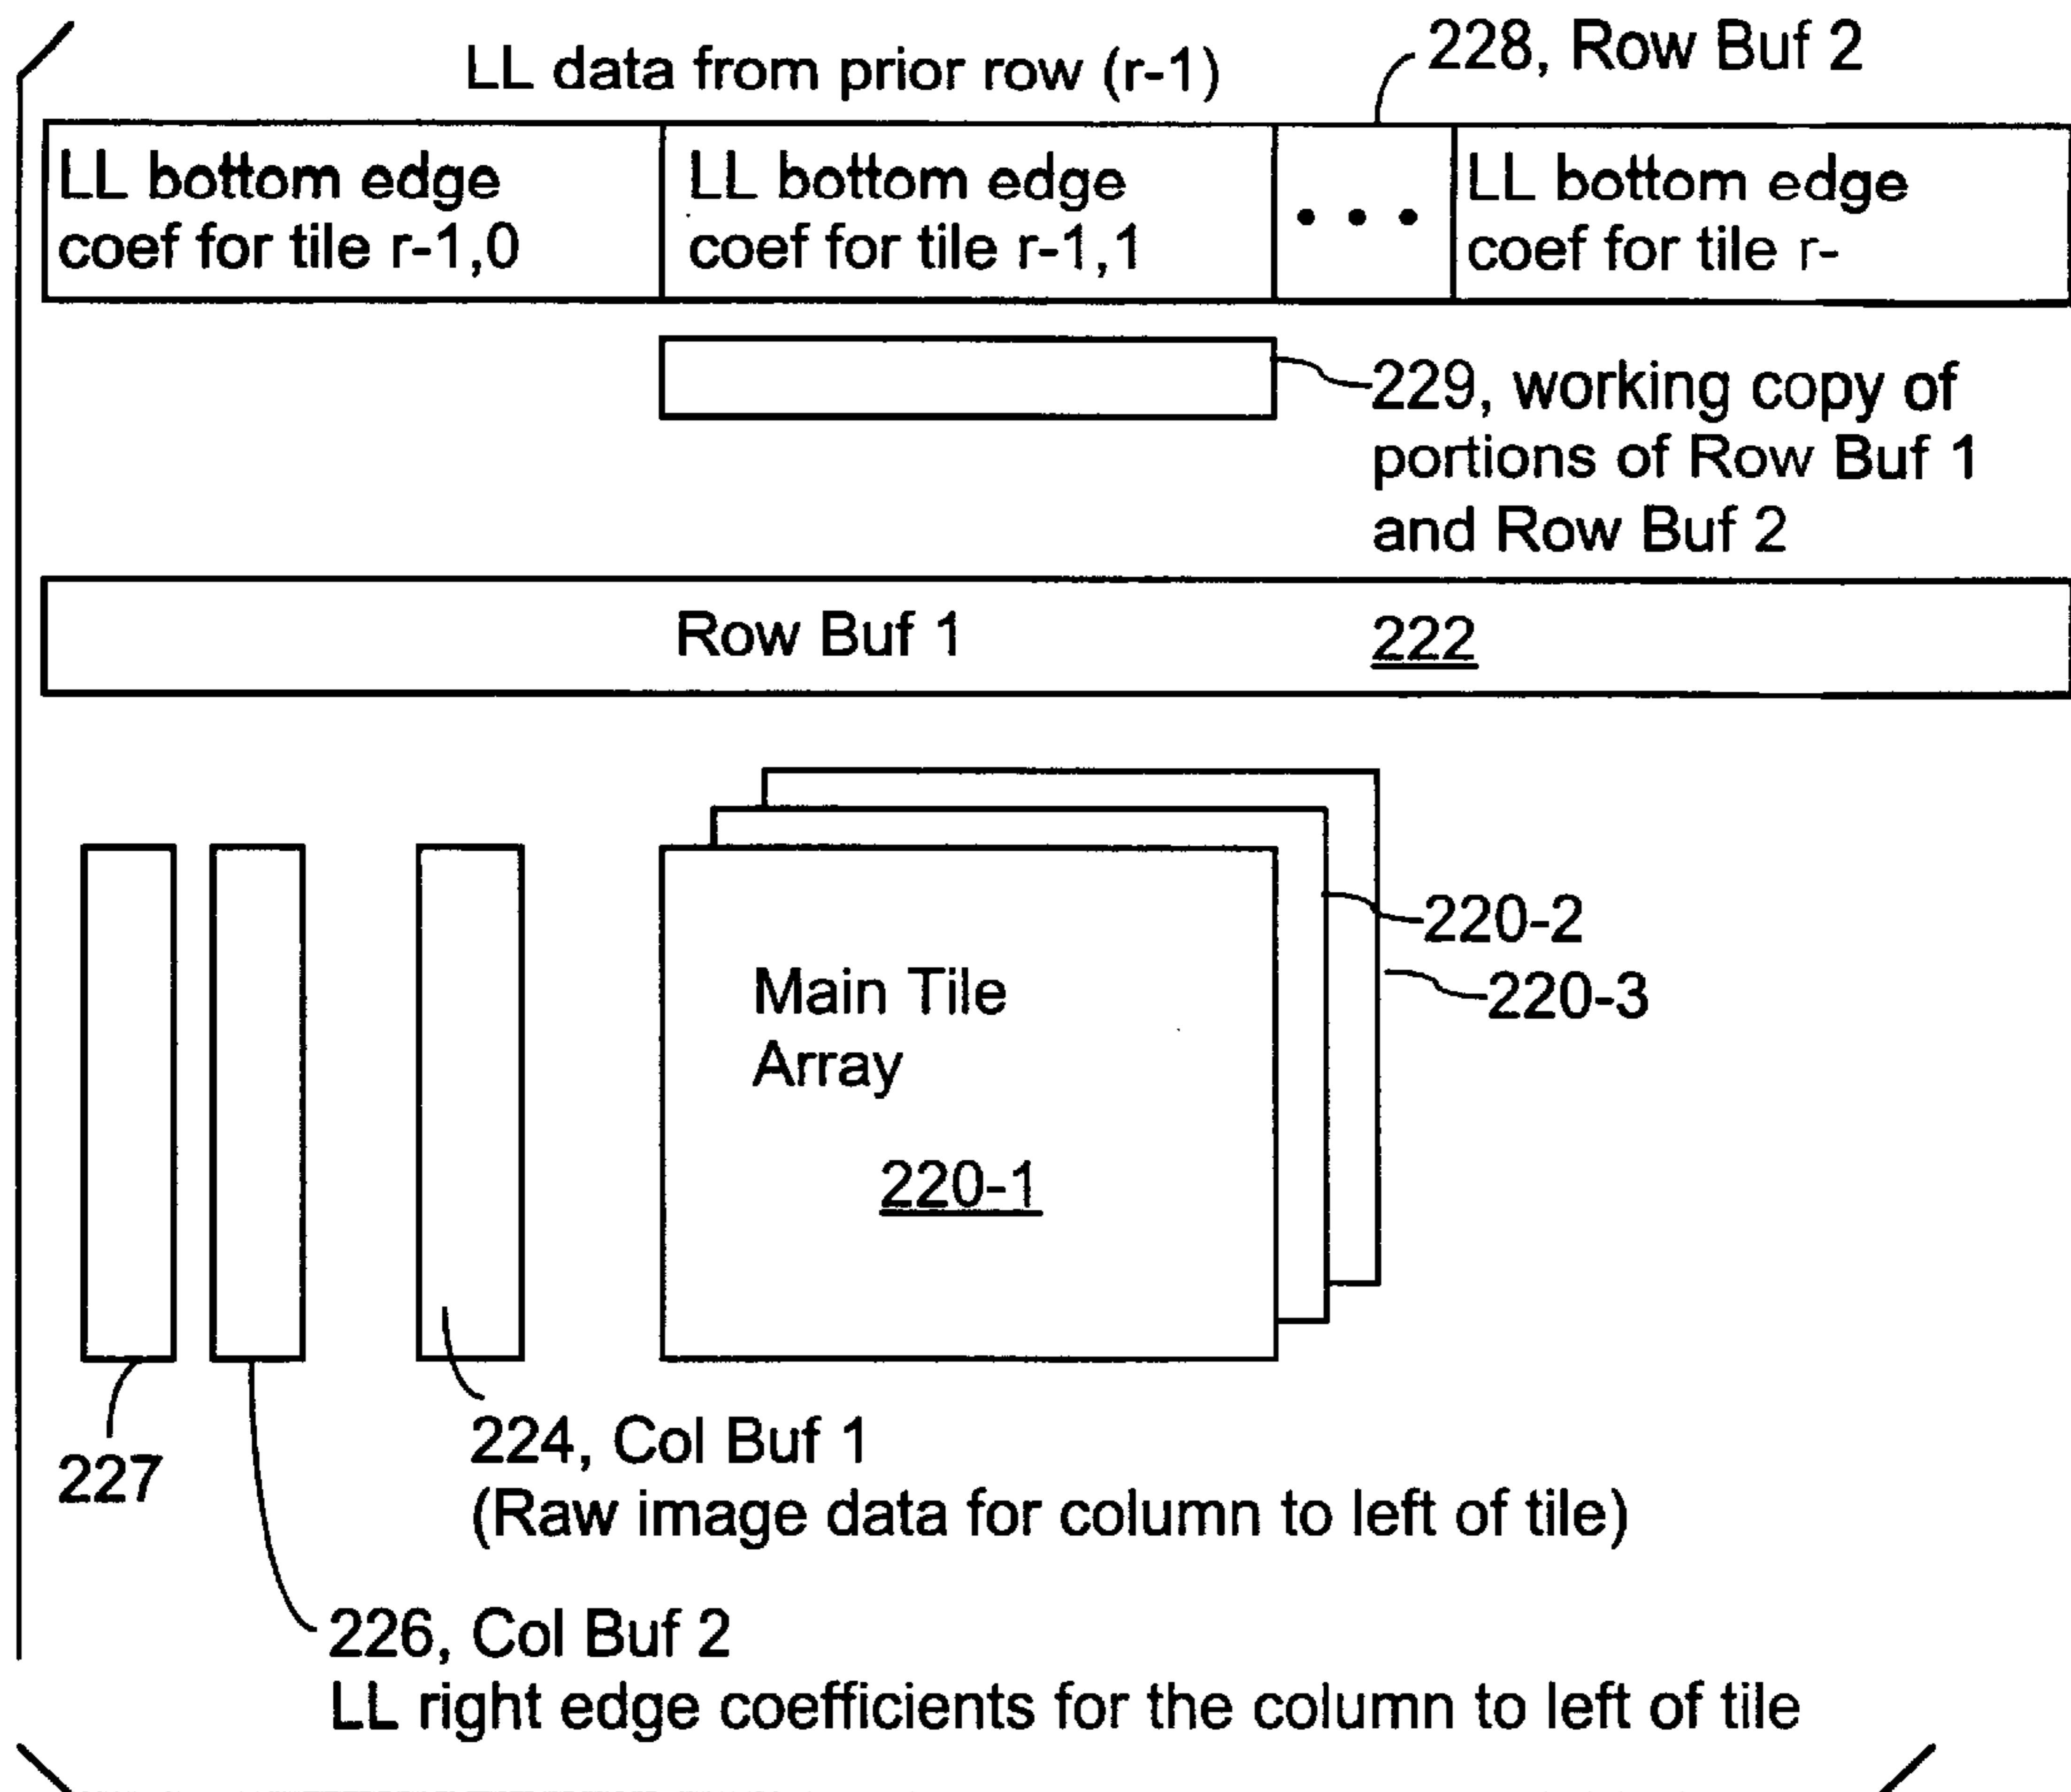 LL data from prior row (r-1)
228, Row Buf 2
LL bottom edge
coef for tile r-1,0
LL bottom edge
coef for tile r-1,1
• • •
LL bottom edge
coef for tile r-
229, working copy of
portions of Row Buf 1
and Row Buf 2
Row Buf 1 222
220-2
220-3
Main Tile
Array
220-1
227
224, Col Buf 1
(Raw image data for column to left of tile)
226, Col Buf 2
LL right edge coefficients for the column to left of tile